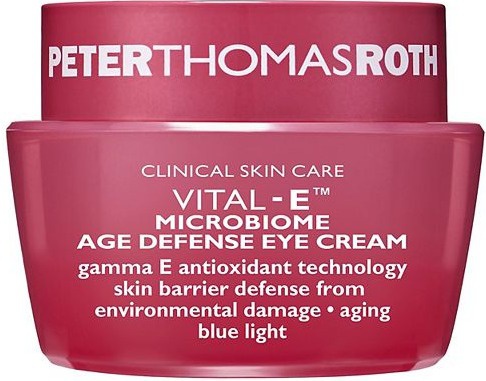 PETERTHOMASROTH
CLINICAL SKIN CARE
VITAL-E™
MICROBIOME
AGE DEFENSE EYE CREAM
gamma E antioxidant technology
skin barrier defense from
environmental damage • aging
blue light